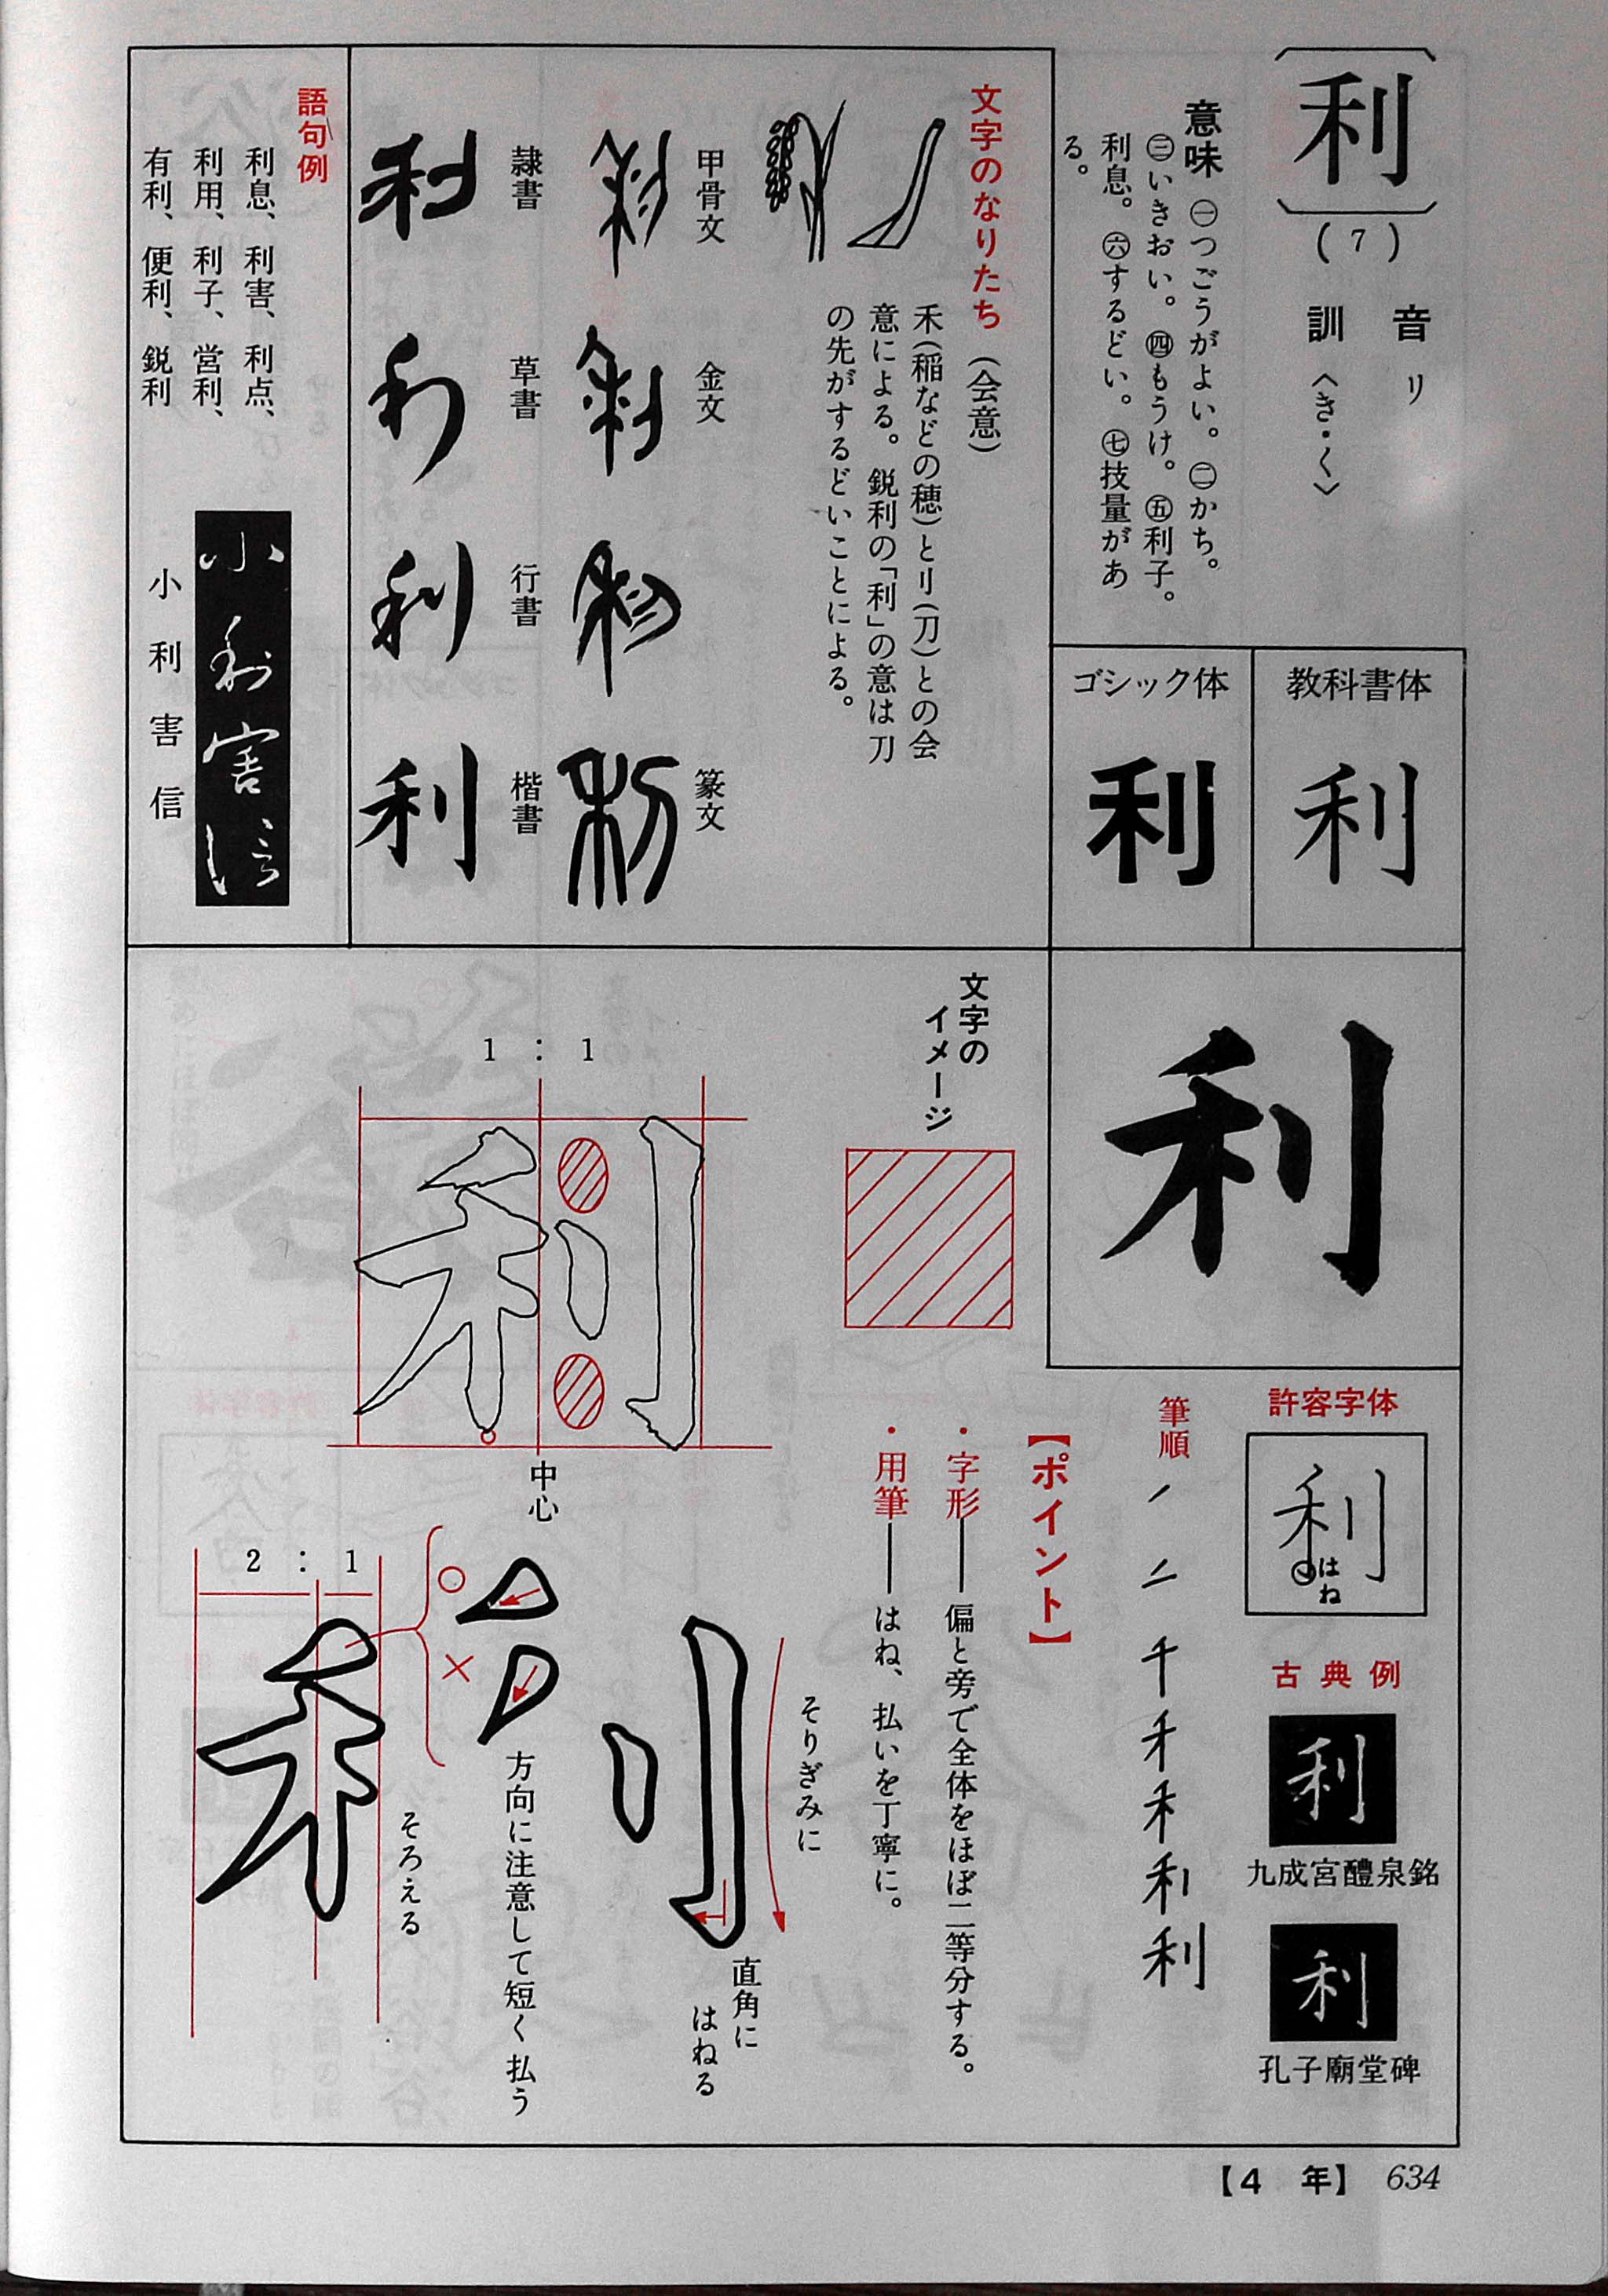 利
(7)
音 リ
訓 〈き・く〉
意味 ㊀つごうがよい。㊁かち。
㊂いきおい。㊃もうけ。㊄利子。
利息。㊅するどい。㊆技量があ
る。
教科書体
利
ゴシック体
利
文字のなりたち (会意)
禾(稲などの穂)と刂(刀)との会
意による。鋭利の「利」の意は刀
の先がするどいことによる。
甲骨文
金文
篆文
隷書
利
草書
利
行書
利
楷書
利
語句例
利息、利害、利点、
利用、利子、営利、
有利、便利、鋭利
小利害信
小利害信
利
許容字体
利
はね
古典例
利
九成宮醴泉銘
利
孔子廟堂碑
筆順
ノ 二 千 禾 利
【ポイント】
・字形―偏と旁で全体をほぼ二等分する。
・用筆―はね、払いを丁寧に。
文字の
イメージ
1:1
中心
そりぎみに
直角に
はねる
○
×
方向に注意して短く払う
2:1
そろえる
【4 年】 634